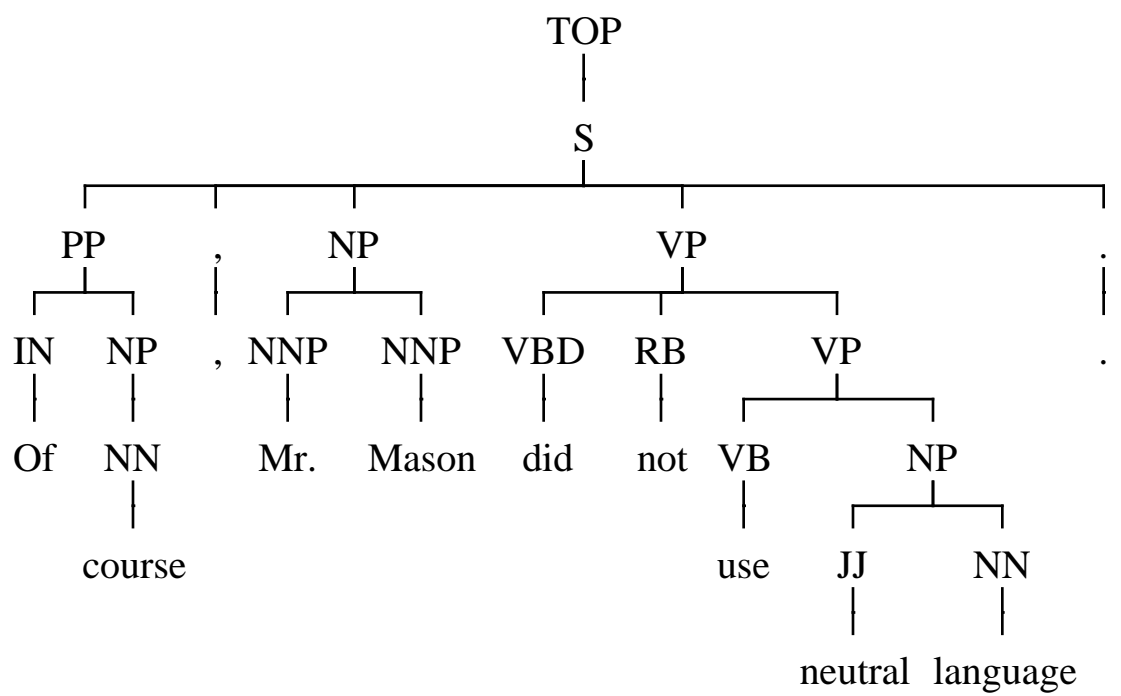 TOP
S
PP , NP VP .
IN NP , NNP NNP VBD RB VP .
Of NN Mr. Mason did not VB NP
course use JJ NN
neutral language